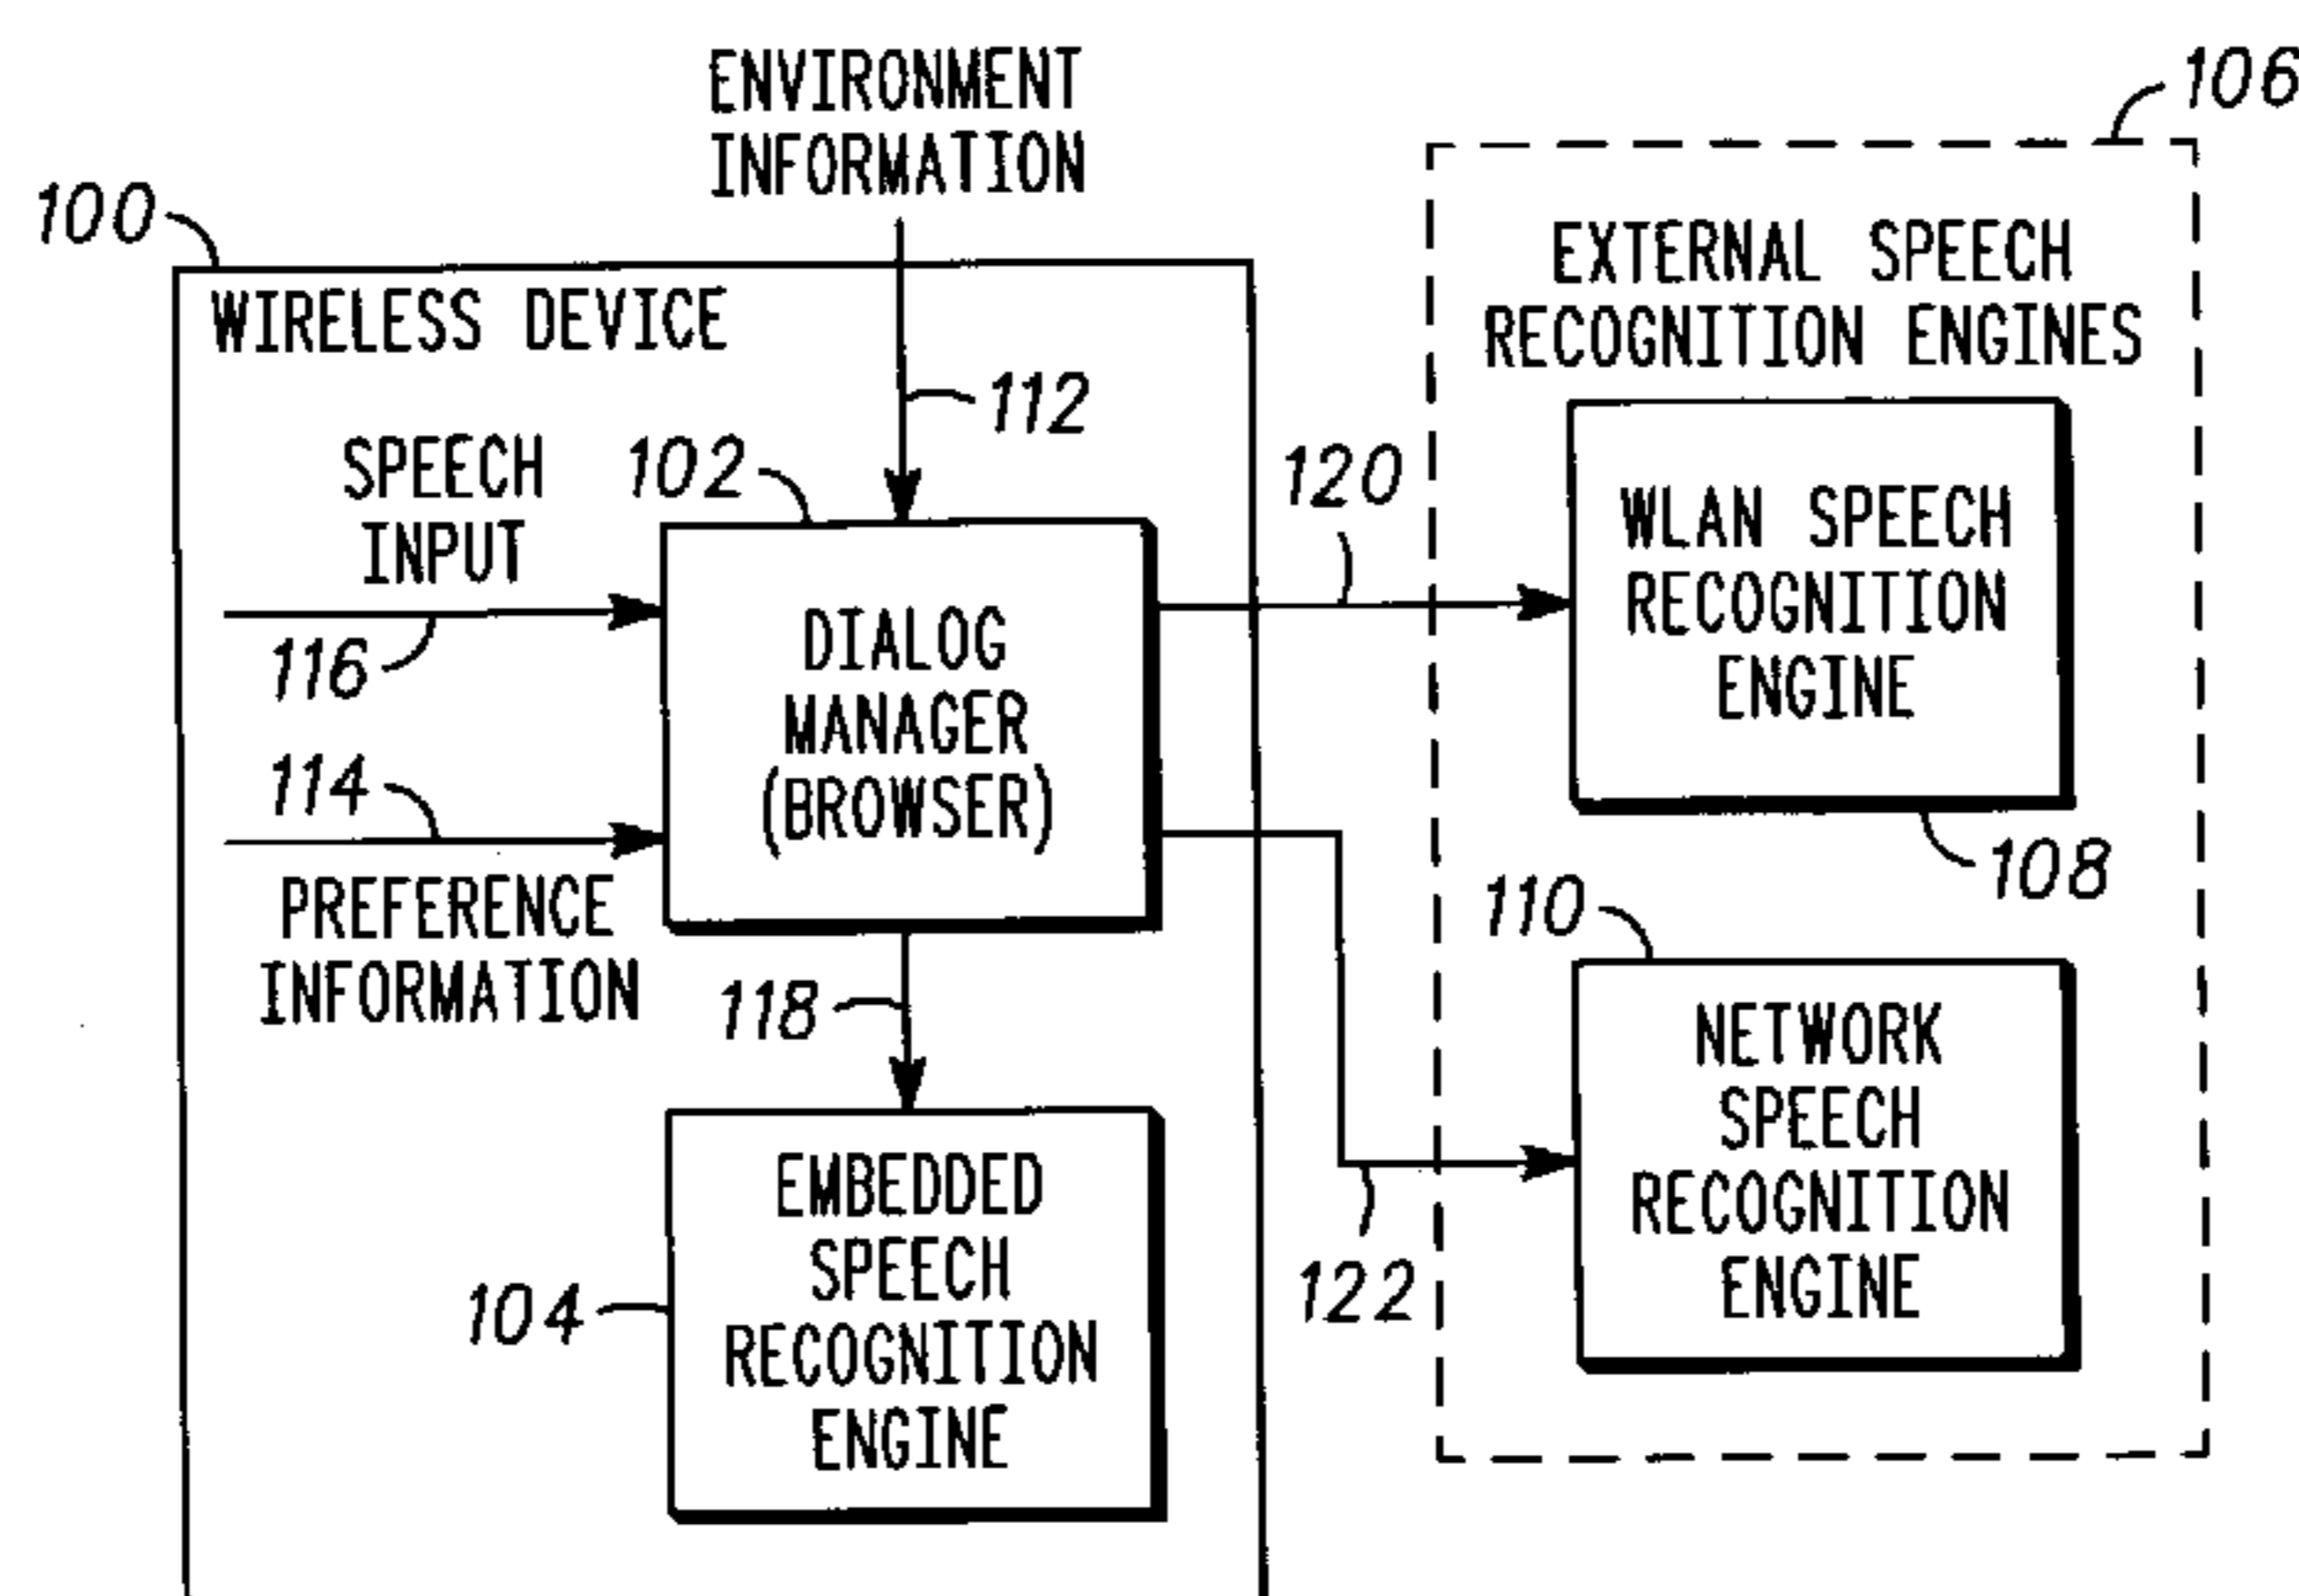 ENVIRONMENT
INFORMATION
106
100
WIRELESS DEVICE
EXTERNAL SPEECH
RECOGNITION ENGINES
112
SPEECH
INPUT
102
120
WLAN SPEECH
RECOGNITION
ENGINE
116
DIALOG
MANAGER
(BROWSER)
114
108
PREFERENCE
INFORMATION
110
118
NETWORK
SPEECH
RECOGNITION
ENGINE
EMBEDDED
SPEECH
RECOGNITION
ENGINE
104
122